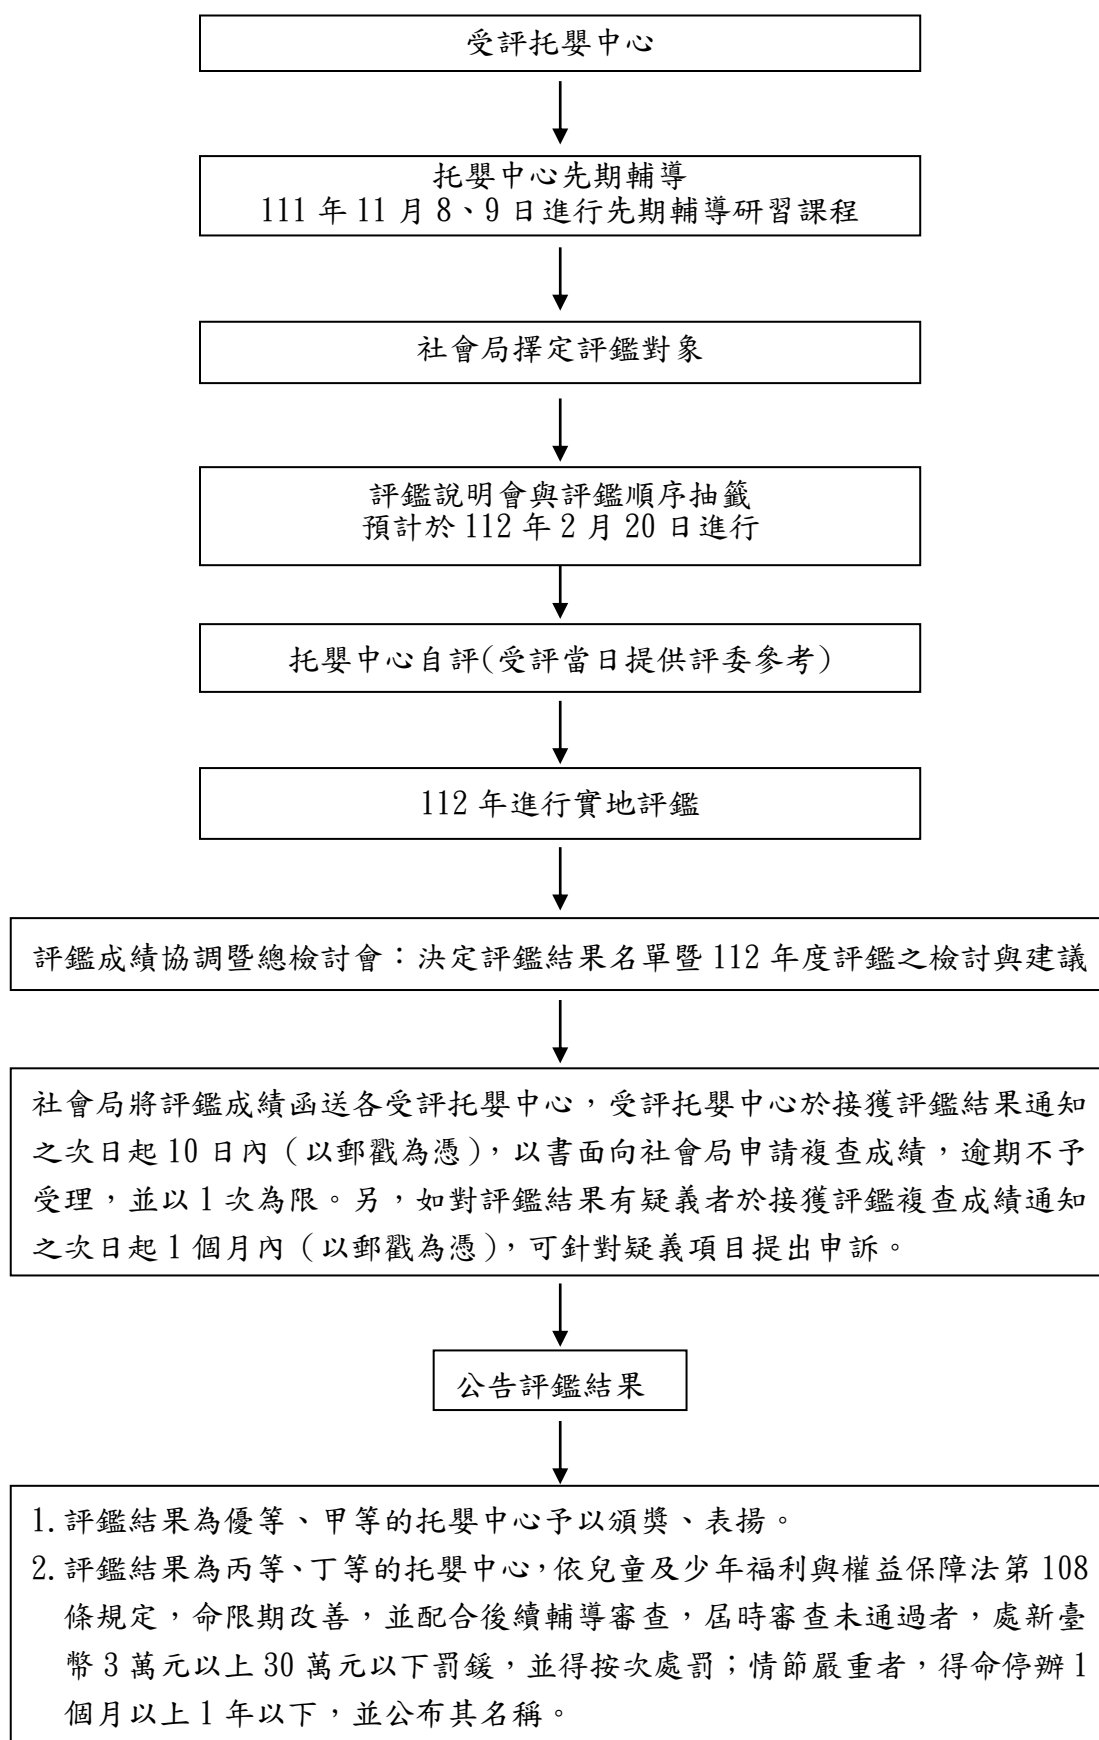 受評托嬰中心
托嬰中心先期輔導
111 年 11 月 8、9 日進行先期輔導研習課程
社會局擇定評鑑對象
評鑑說明會與評鑑順序抽籤
預計於 112 年 2 月 20 日進行
托嬰中心自評(受評當日提供評委參考)
112 年進行實地評鑑
評鑑成績協調暨總檢討會：決定評鑑結果名單暨 112 年度評鑑之檢討與建議
社會局將評鑑成績函送各受評托嬰中心，受評托嬰中心於接獲評鑑結果通知
之次日起 10 日內（以郵戳為憑），以書面向社會局申請複查成績，逾期不予
受理，並以 1 次為限。另，如對評鑑結果有疑義者於接獲評鑑複查成績通知
之次日起 1 個月內（以郵戳為憑），可針對疑義項目提出申訴。
公告評鑑結果
1. 評鑑結果為優等、甲等的托嬰中心予以頒獎、表揚。
2. 評鑑結果為丙等、丁等的托嬰中心，依兒童及少年福利與權益保障法第 108
條規定，命限期改善，並配合後續輔導審查，屆時審查未通過者，處新臺
幣 3 萬元以上 30 萬元以下罰鍰，並得按次處罰；情節嚴重者，得命停辦 1
個月以上 1 年以下，並公布其名稱。